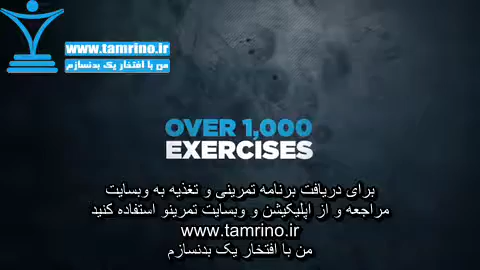 www.tamrino.ir
من با افتخار یک بدنسازم
OVER 1,000
EXERCISES
برای دریافت برنامه تمرینی و تغذیه به وبسایت
مراجعه و از اپلیکیشن و وبسایت تمرینو استفاده کنید
www.tamrino.ir
من با افتخار یک بدنسازم